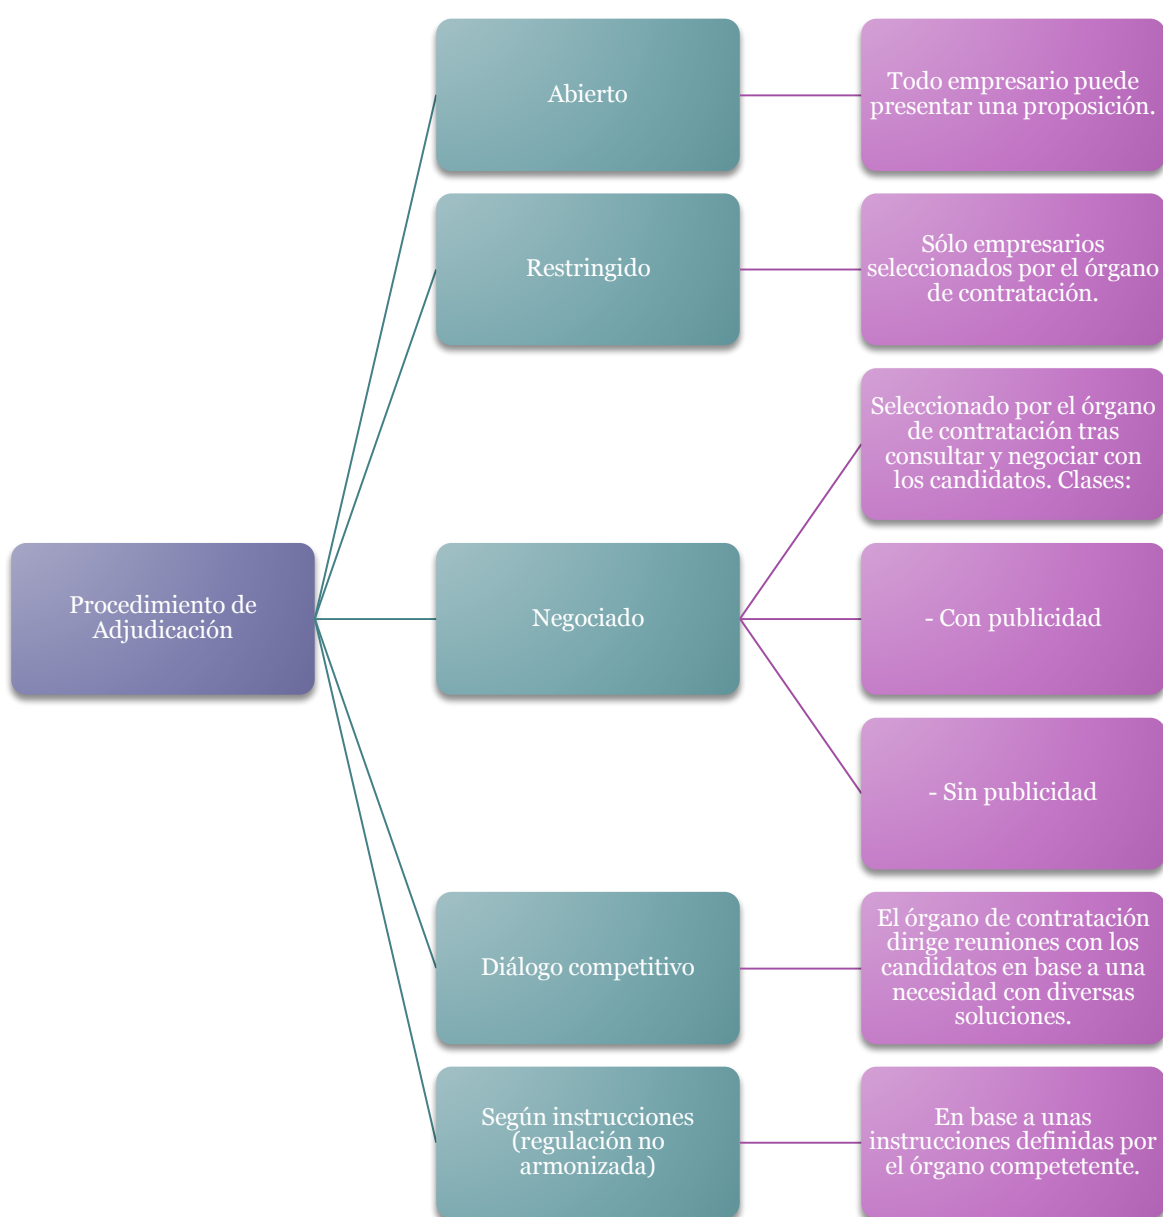 Abierto
Todo empresario puede
presentar una proposición.
Restringido
Sólo empresarios
seleccionados por el órgano
de contratación.
Procedimiento de
Adjudicación
Negociado
Seleccionado por el órgano
de contratación tras
consultar y negociar con
los candidatos. Clases:
- Con publicidad
- Sin publicidad
Diálogo competitivo
El órgano de contratación
dirige reuniones con los
candidatos en base a una
necesidad con diversas
soluciones.
Según instrucciones
(regulación no
armonizada)
En base a unas
instrucciones definidas por
el órgano competetente.